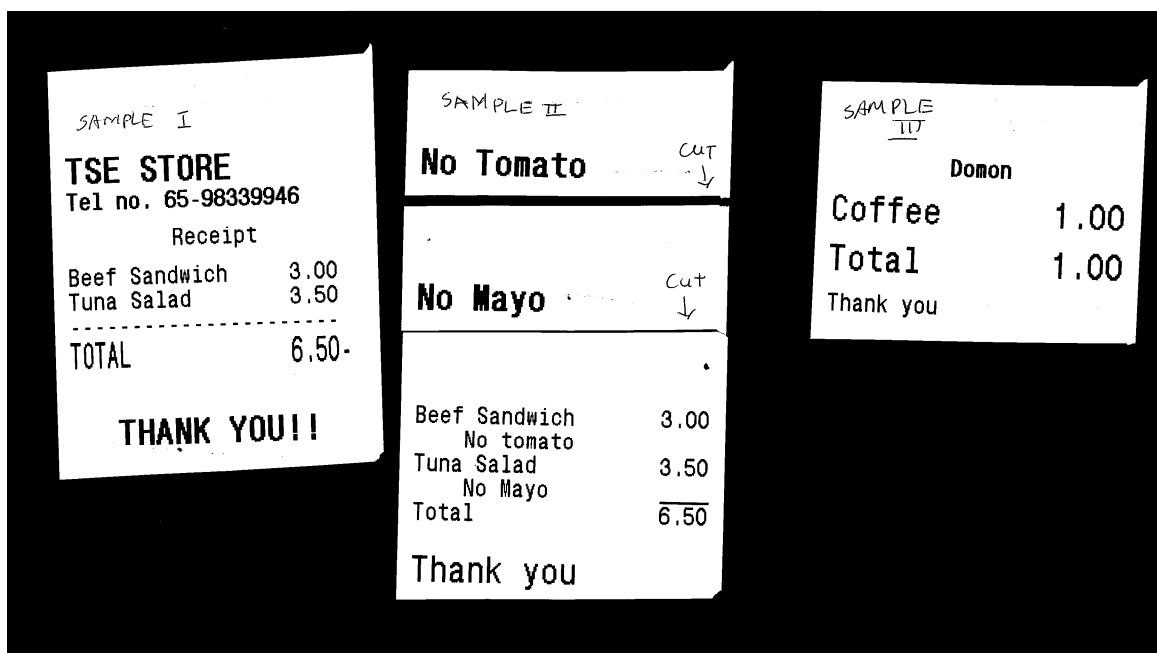 SAMPLE I
TSE STORE
Tel no. 65-98339946
Receipt
Beef Sandwich 3.00
Tuna Salad 3.50
-----------------------
TOTAL 6.50-
THANK YOU!!
SAMPLE II
No Tomato
CUT
No Mayo
Cut
Beef Sandwich 3.00
No tomato
Tuna Salad 3.50
No Mayo
Total 6.50
Thank you
SAMPLE
III
Domon
Coffee 1.00
Total 1.00
Thank you